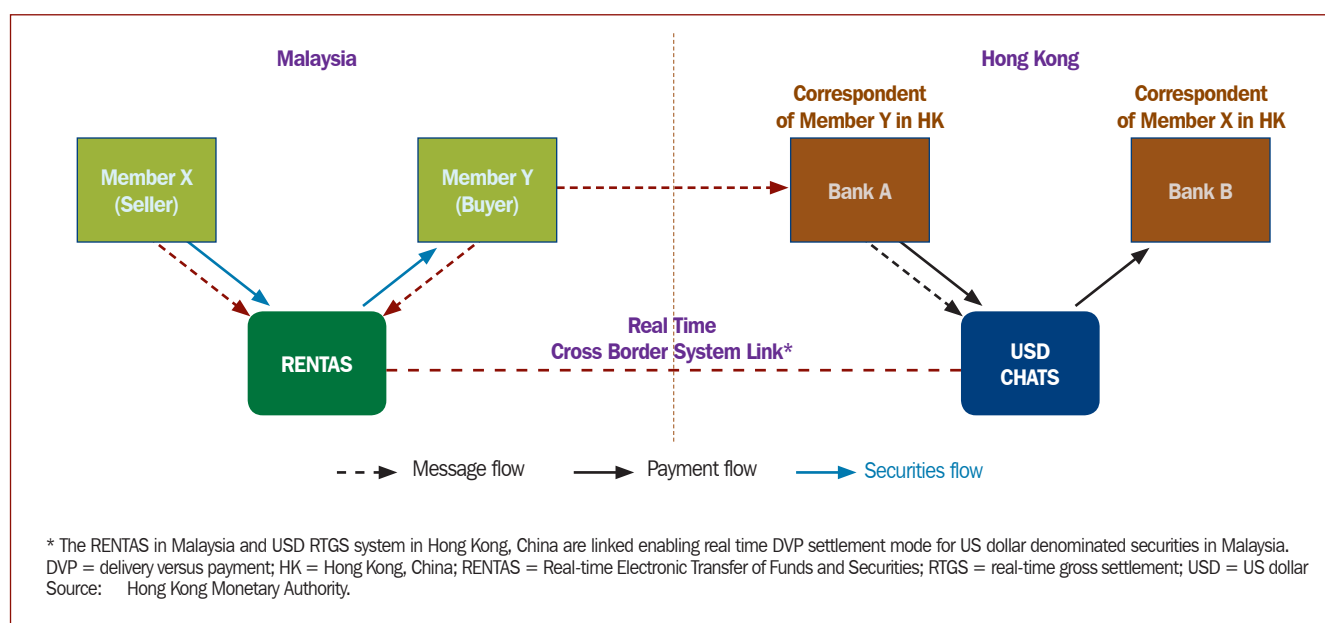 Malaysia
Hong Kong
Correspondent
of Member Y in HK
Correspondent
of Member X in HK
Member X
(Seller)
Member Y
(Buyer)
Bank A
Bank B
Real Time
Cross Border System Link*
RENTAS
USD
CHATS
Message flow
Payment flow
Securities flow
* The RENTAS in Malaysia and USD RTGS system in Hong Kong, China are linked enabling real time DVP settlement mode for US dollar denominated securities in Malaysia.
DVP = delivery versus payment; HK = Hong Kong, China; RENTAS = Real-time Electronic Transfer of Funds and Securities; RTGS = real-time gross settlement; USD = US dollar
Source: Hong Kong Monetary Authority.